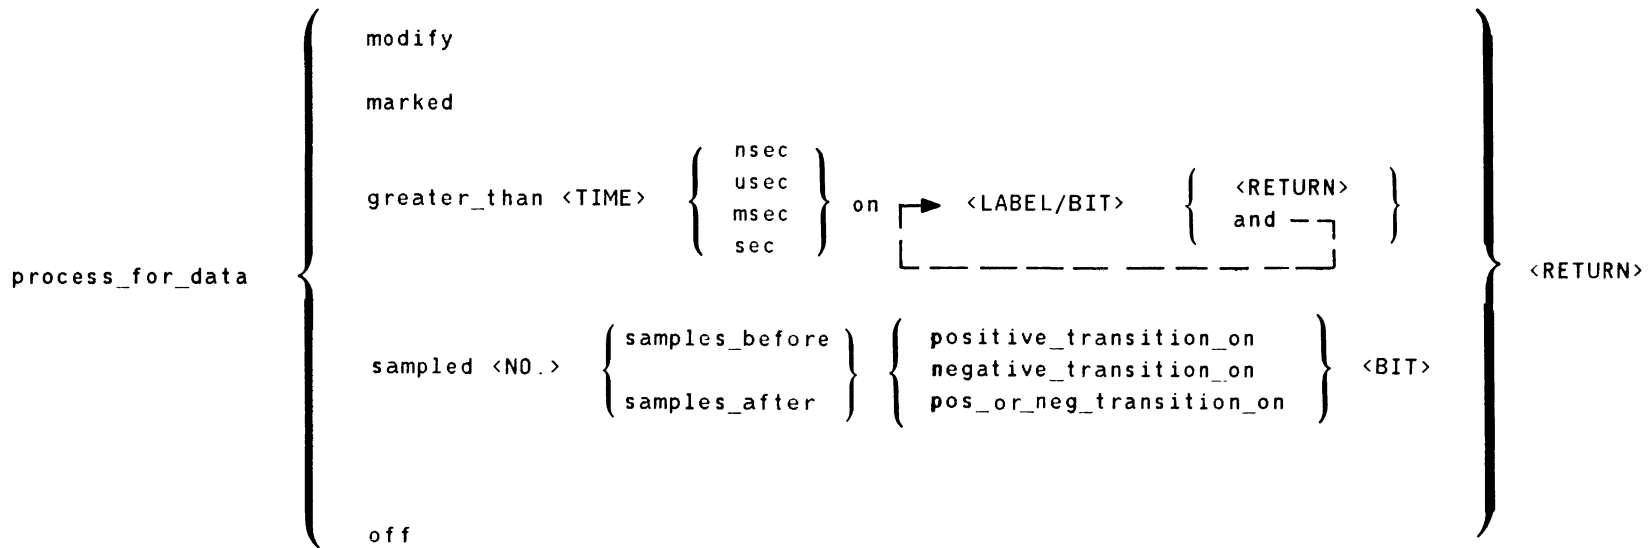 modify
marked
nsec
usec
greater_than <TIME> on <LABEL/BIT> <RETURN>
msec and
sec
process_for_data <RETURN>
samples_before positive_transition_on
sampled <NO.> negative_transition_on <BIT>
samples_after pos_or_neg_transition_on
off